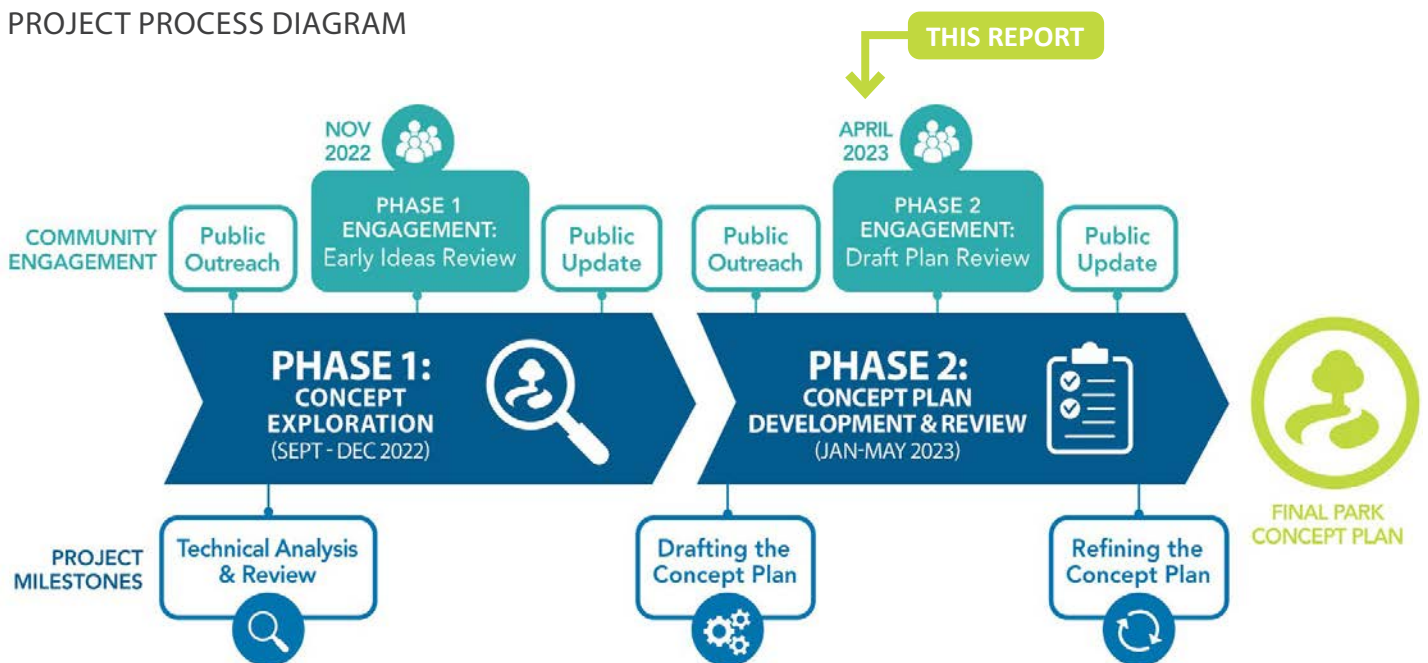 PROJECT PROCESS DIAGRAM
THIS REPORT
NOV
2022
APRIL
2023
COMMUNITY
ENGAGEMENT
Public
Outreach
PHASE 1
ENGAGEMENT:
Early Ideas Review
Public
Update
Public
Outreach
PHASE 2
ENGAGEMENT:
Draft Plan Review
Public
Update
PHASE 1:
CONCEPT
EXPLORATION
(SEPT - DEC 2022)
PHASE 2:
CONCEPT PLAN
DEVELOPMENT & REVIEW
(JAN-MAY 2023)
FINAL PARK
CONCEPT PLAN
PROJECT
MILESTONES
Technical Analysis
& Review
Drafting the
Concept Plan
Refining the
Concept Plan